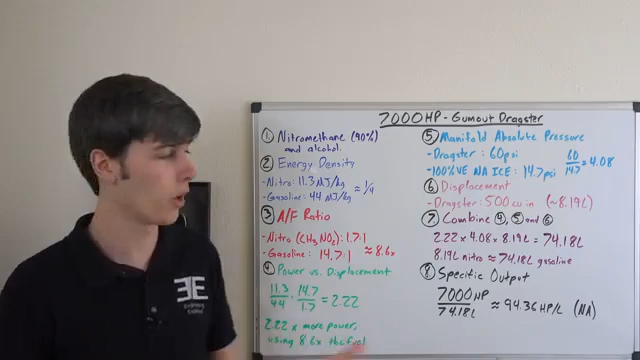 7000 HP - Gumout Dragster
① Nitromethane (90%)
and alcohol.
② Energy Density
- Nitro: 11.3 MJ/kg
- Gasoline: 44 MJ/kg
≈ 1/4
③ A/F Ratio
- Nitro (CH3NO2): 1.7:1
- Gasoline: 14.7:1 ≈ 8.6x
④ Power vs. Displacement
11.3/44 · 14.7/1.7 = 2.22
2.22 x more power,
using 8.6x the fuel
⑤ Manifold Absolute Pressure
- Dragster: 60psi
- 100% VE NA ICE: 14.7psi
60/14.7 = 4.08
⑥ Displacement
- Dragster: 500 cu in (~8.19L)
⑦ Combine ④, ⑤ and ⑥
2.22 x 4.08 x 8.19L = 74.18L
8.19L nitro ≈ 74.18L gasoline
⑧ Specific Output
7000 HP/74.18L ≈ 94.36 HP/L (NA)